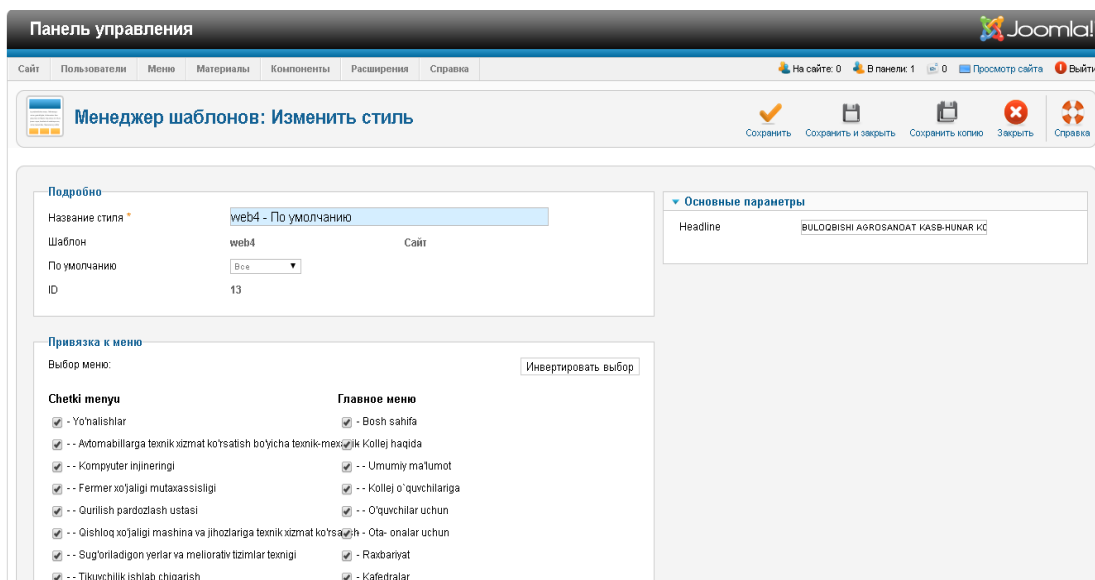 Панель управления
Joomla!
Сайт Пользователи Меню Материалы Компоненты Расширения Справка
На сайте: 0 В панели: 1 0 Просмотр сайта Выйти
Менеджер шаблонов: Изменить стиль
Сохранить Сохранить и закрыть Сохранить копию Закрыть Справка
Подробно
Название стиля * web4 - По умолчанию
Шаблон web4 Сайт
По умолчанию Все
ID 13
Основные параметры
Headline BULOQBISHI AGROSANOAT KASB-HUNAR
Привязка к меню
Выбор меню: Инвертировать выбор
Chetki menyu
- Yo'nalishlar
- - Avtomabillarga texnik xizmat ko'rsatish bo'yicha
- - Kompyuter injineringi
- - Fermer xo'jaligi mutaxassisligi
- - Qurilish pardozlash ustasi
- - Qishloq xo'jaligi mashina va jihozlariga texnik xizmat
- - Sug'oriladigon yerlar va meliorativ tizimlar texnigi
- - Tikuvchilik ishlab chiqarish
Главное меню
- Bosh sahifa
Kollej haqida
- - Umumiy ma'lumot
- - Kollej o`quvchilariga
- - O'quvchilar uchun
- Ota- onalar uchun
- Raxbariyat
- Kafedralar